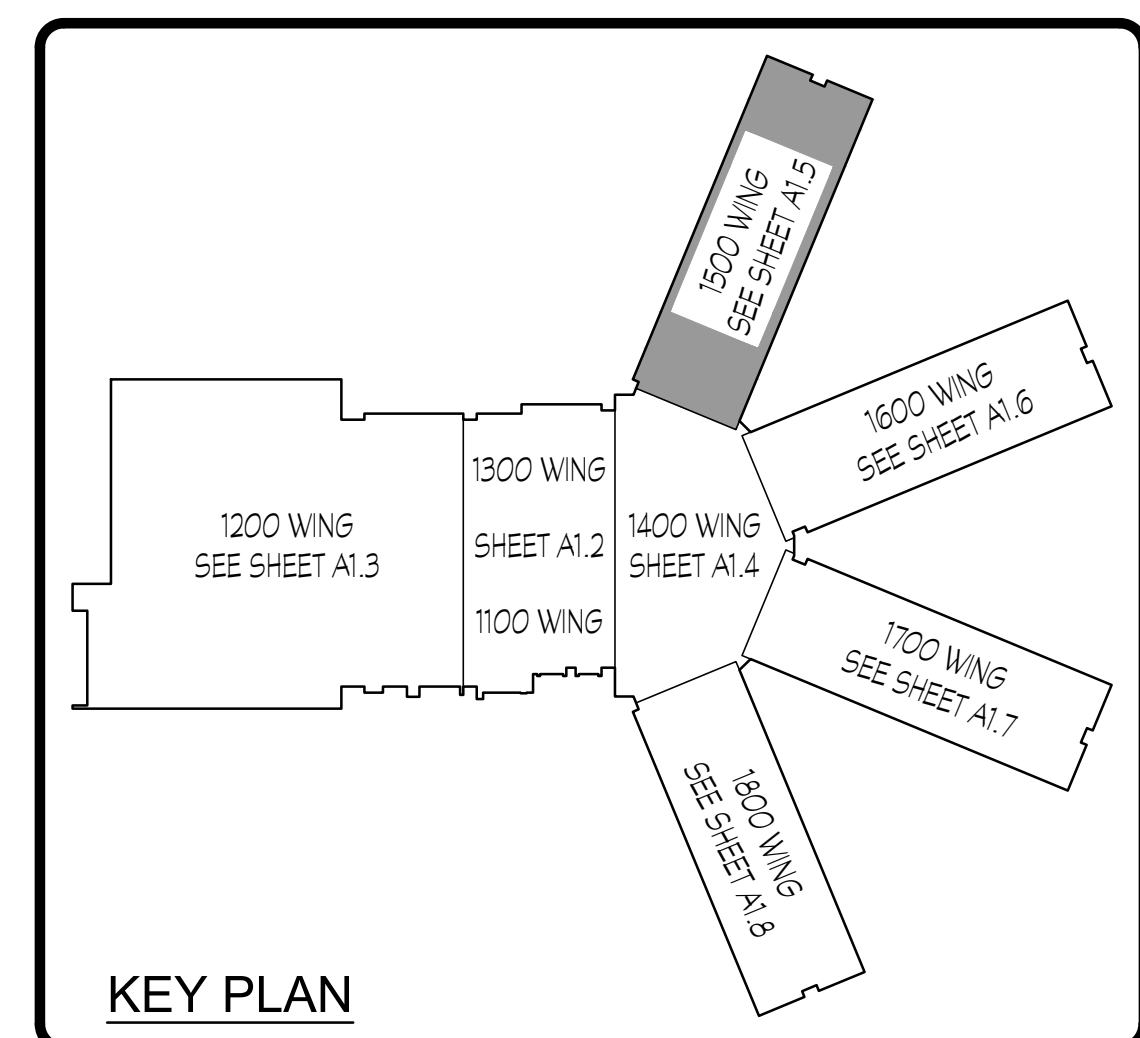 1500 WING
SEE SHEET A1.5
1600 WING
SEE SHEET A1.6
1300 WING
SHEET A1.2
1100 WING
1200 WING
SEE SHEET A1.3
1400 WING
SHEET A1.4
1700 WING
SEE SHEET A1.7
1800 WING
SEE SHEET A1.8
KEY PLAN